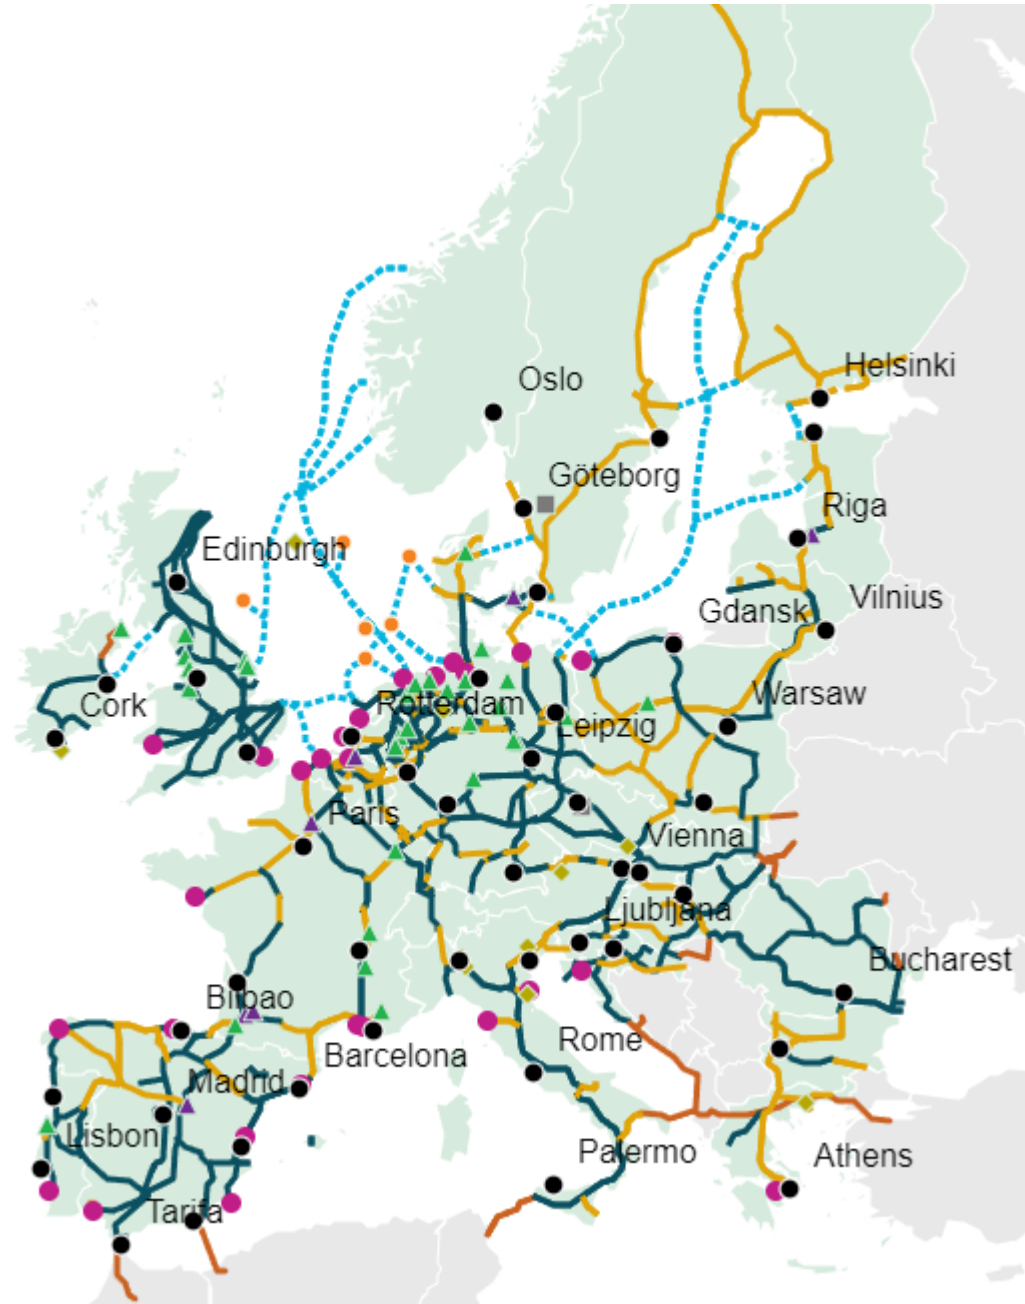 Helsinki
Oslo
Göteborg
Riga
Edinburgh
Vilnius
Gdansk
Warsaw
Cork
Rotterdam
Leipzig
Paris
Vienna
Ljubljana
Bucharest
Bilbao
Rome
Barcelona
Madrid
Lisbon
Palermo
Athens
Tarifa